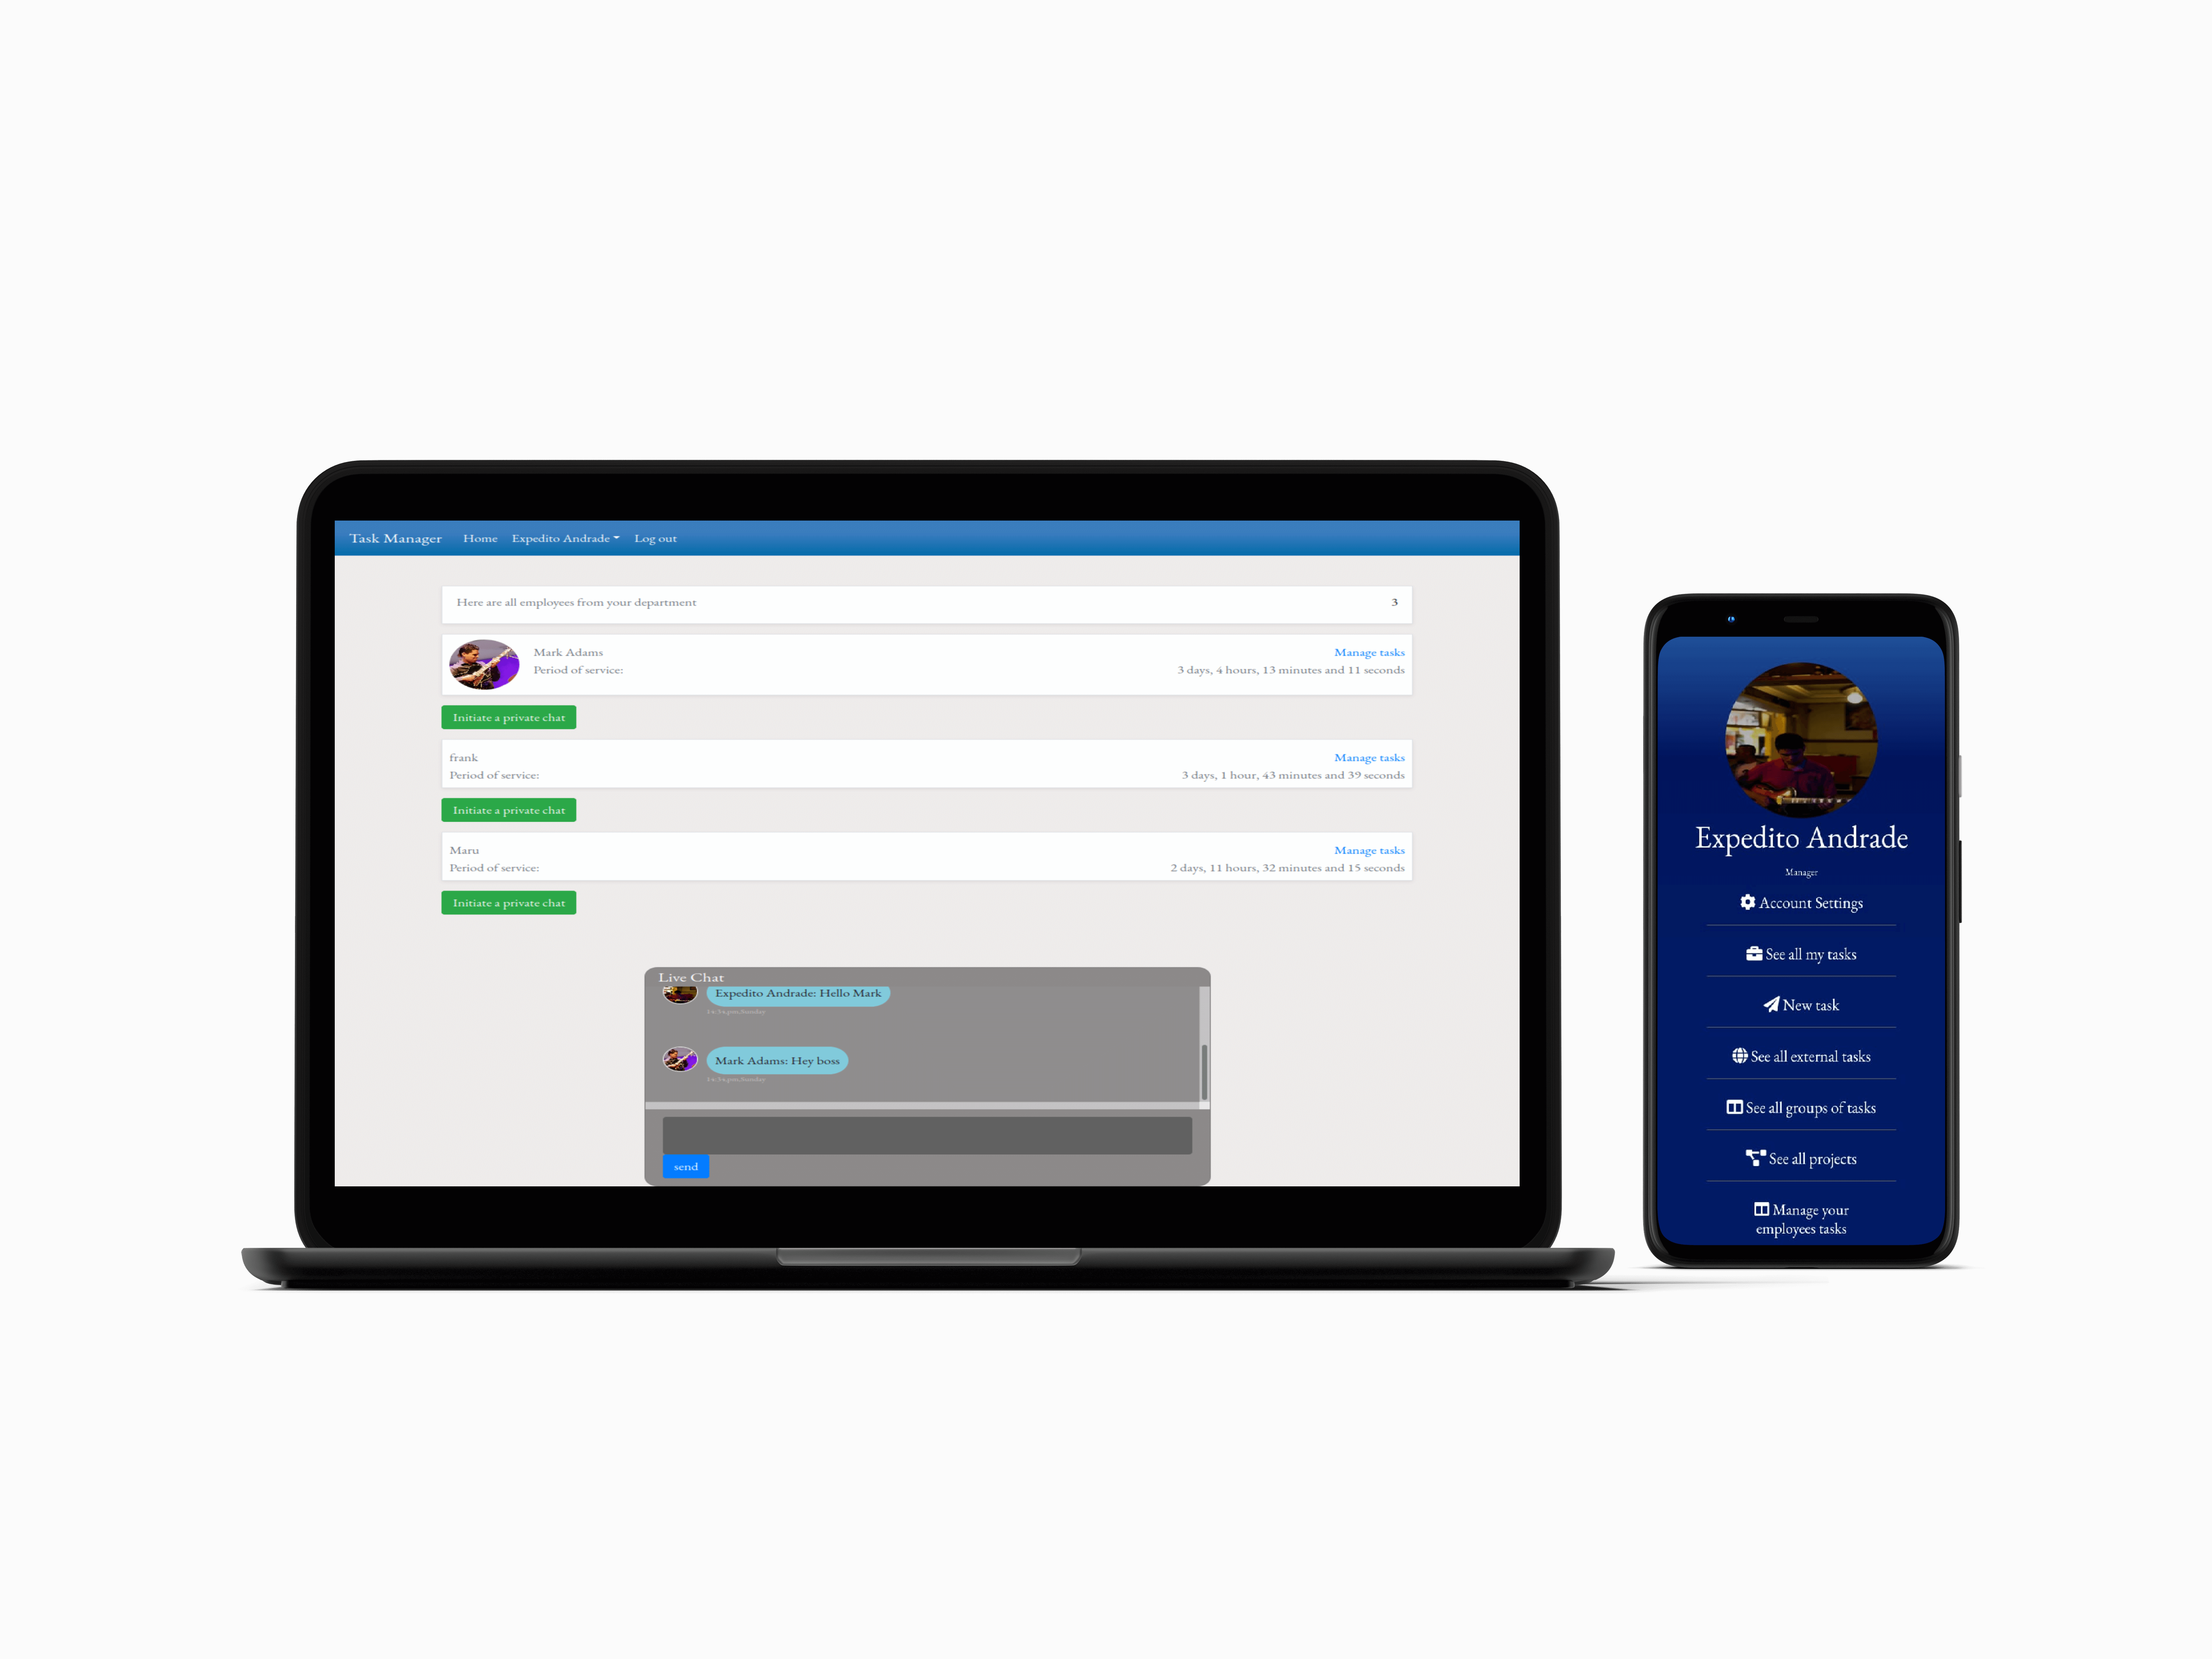 Task Manager Home Expedito Andrade Log out
Here are all employees from your department 3
Mark Adams Manage tasks
Period of service: 3 days, 4 hours, 13 minutes and 11 seconds
Initiate a private chat
frank Manage tasks
Period of service: 3 days, 1 hour, 43 minutes and 39 seconds
Initiate a private chat
Maru Manage tasks
Period of service: 2 days, 11 hours, 32 minutes and 15 seconds
Initiate a private chat
Live Chat
Expedito Andrade: Hello Mark
Mark Adams: Hey boss
send
Expedito Andrade
Manager
Account Settings
See all my tasks
New task
See all external tasks
See all groups of tasks
See all projects
Manage your
employees tasks